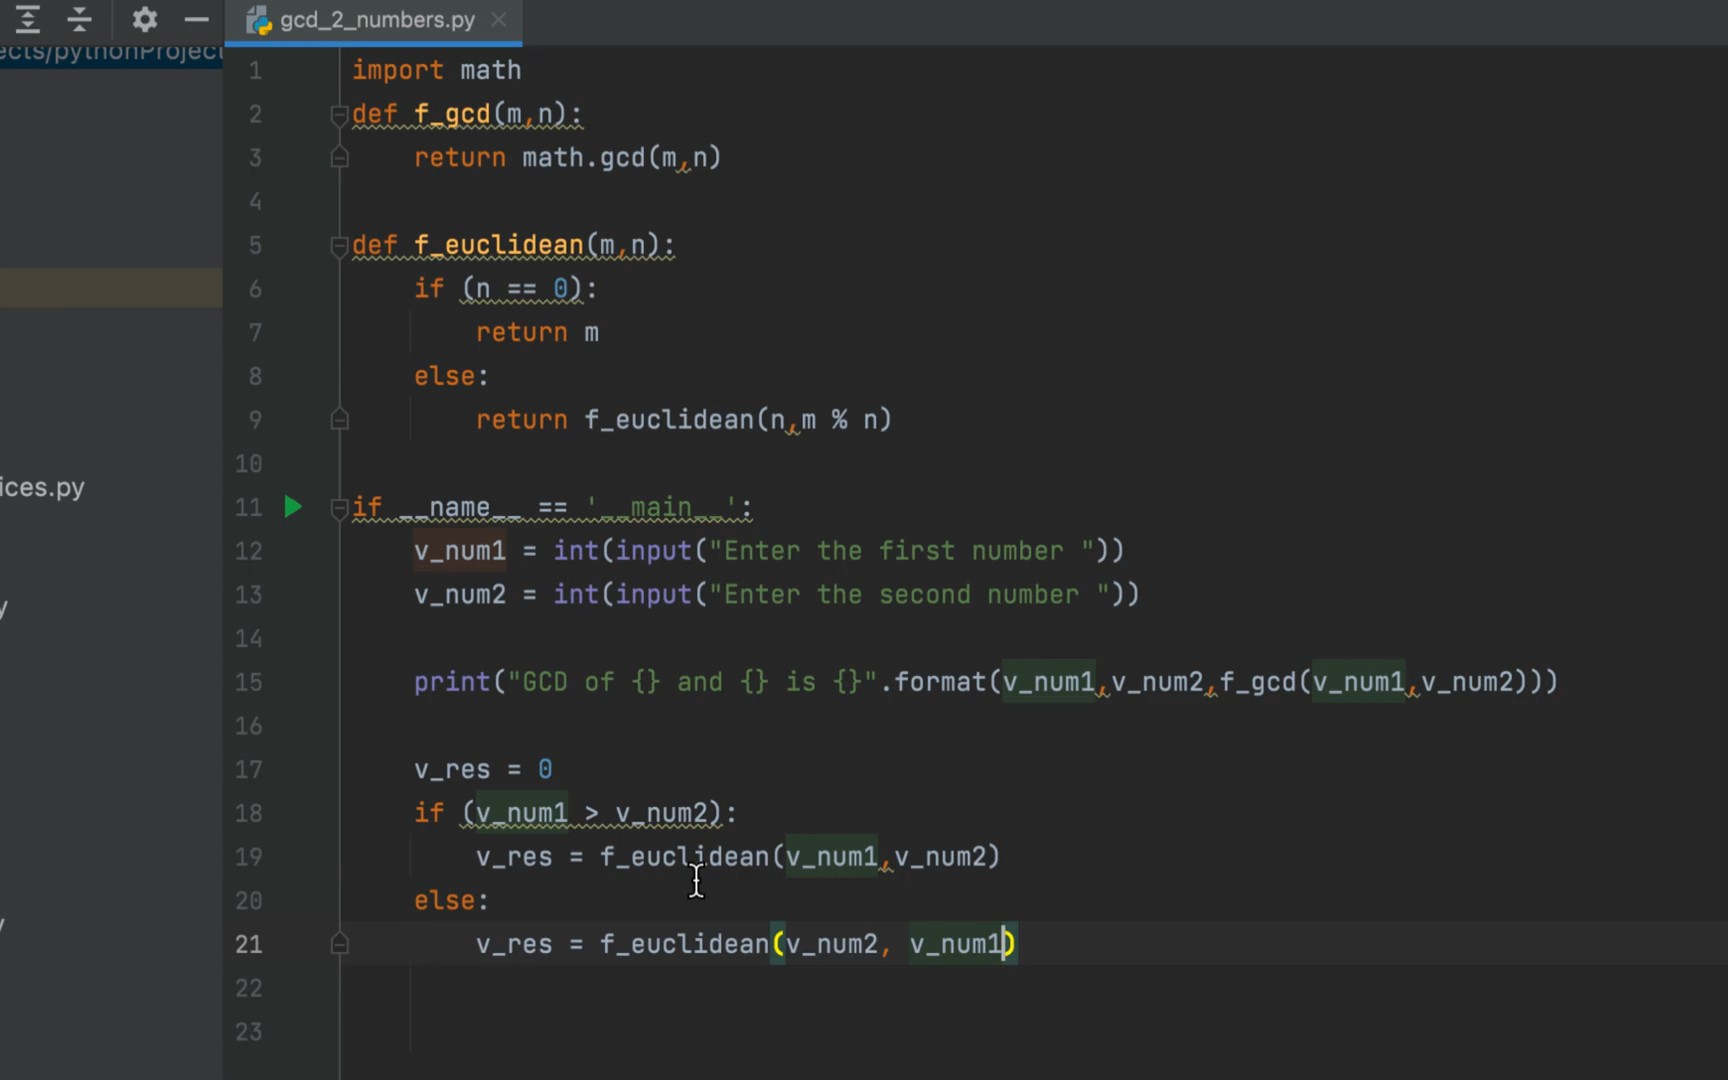 gcd_2_numbers.py
ects/pythonProject
1 import math
2 def f_gcd(m,n):
3 return math.gcd(m,n)
4
5 def f_euclidean(m,n):
6 if (n == 0):
7 return m
8 else:
9 return f_euclidean(n,m % n)
10
ices.py
11 if __name__ == '__main__':
12 v_num1 = int(input("Enter the first number "))
13 v_num2 = int(input("Enter the second number "))
14
15 print("GCD of {} and {} is {}".format(v_num1,v_num2,f_gcd(v_num1,v_num2)))
16
17 v_res = 0
18 if (v_num1 > v_num2):
19 v_res = f_euclidean(v_num1,v_num2)
20 else:
21 v_res = f_euclidean(v_num2, v_num1)
22
23